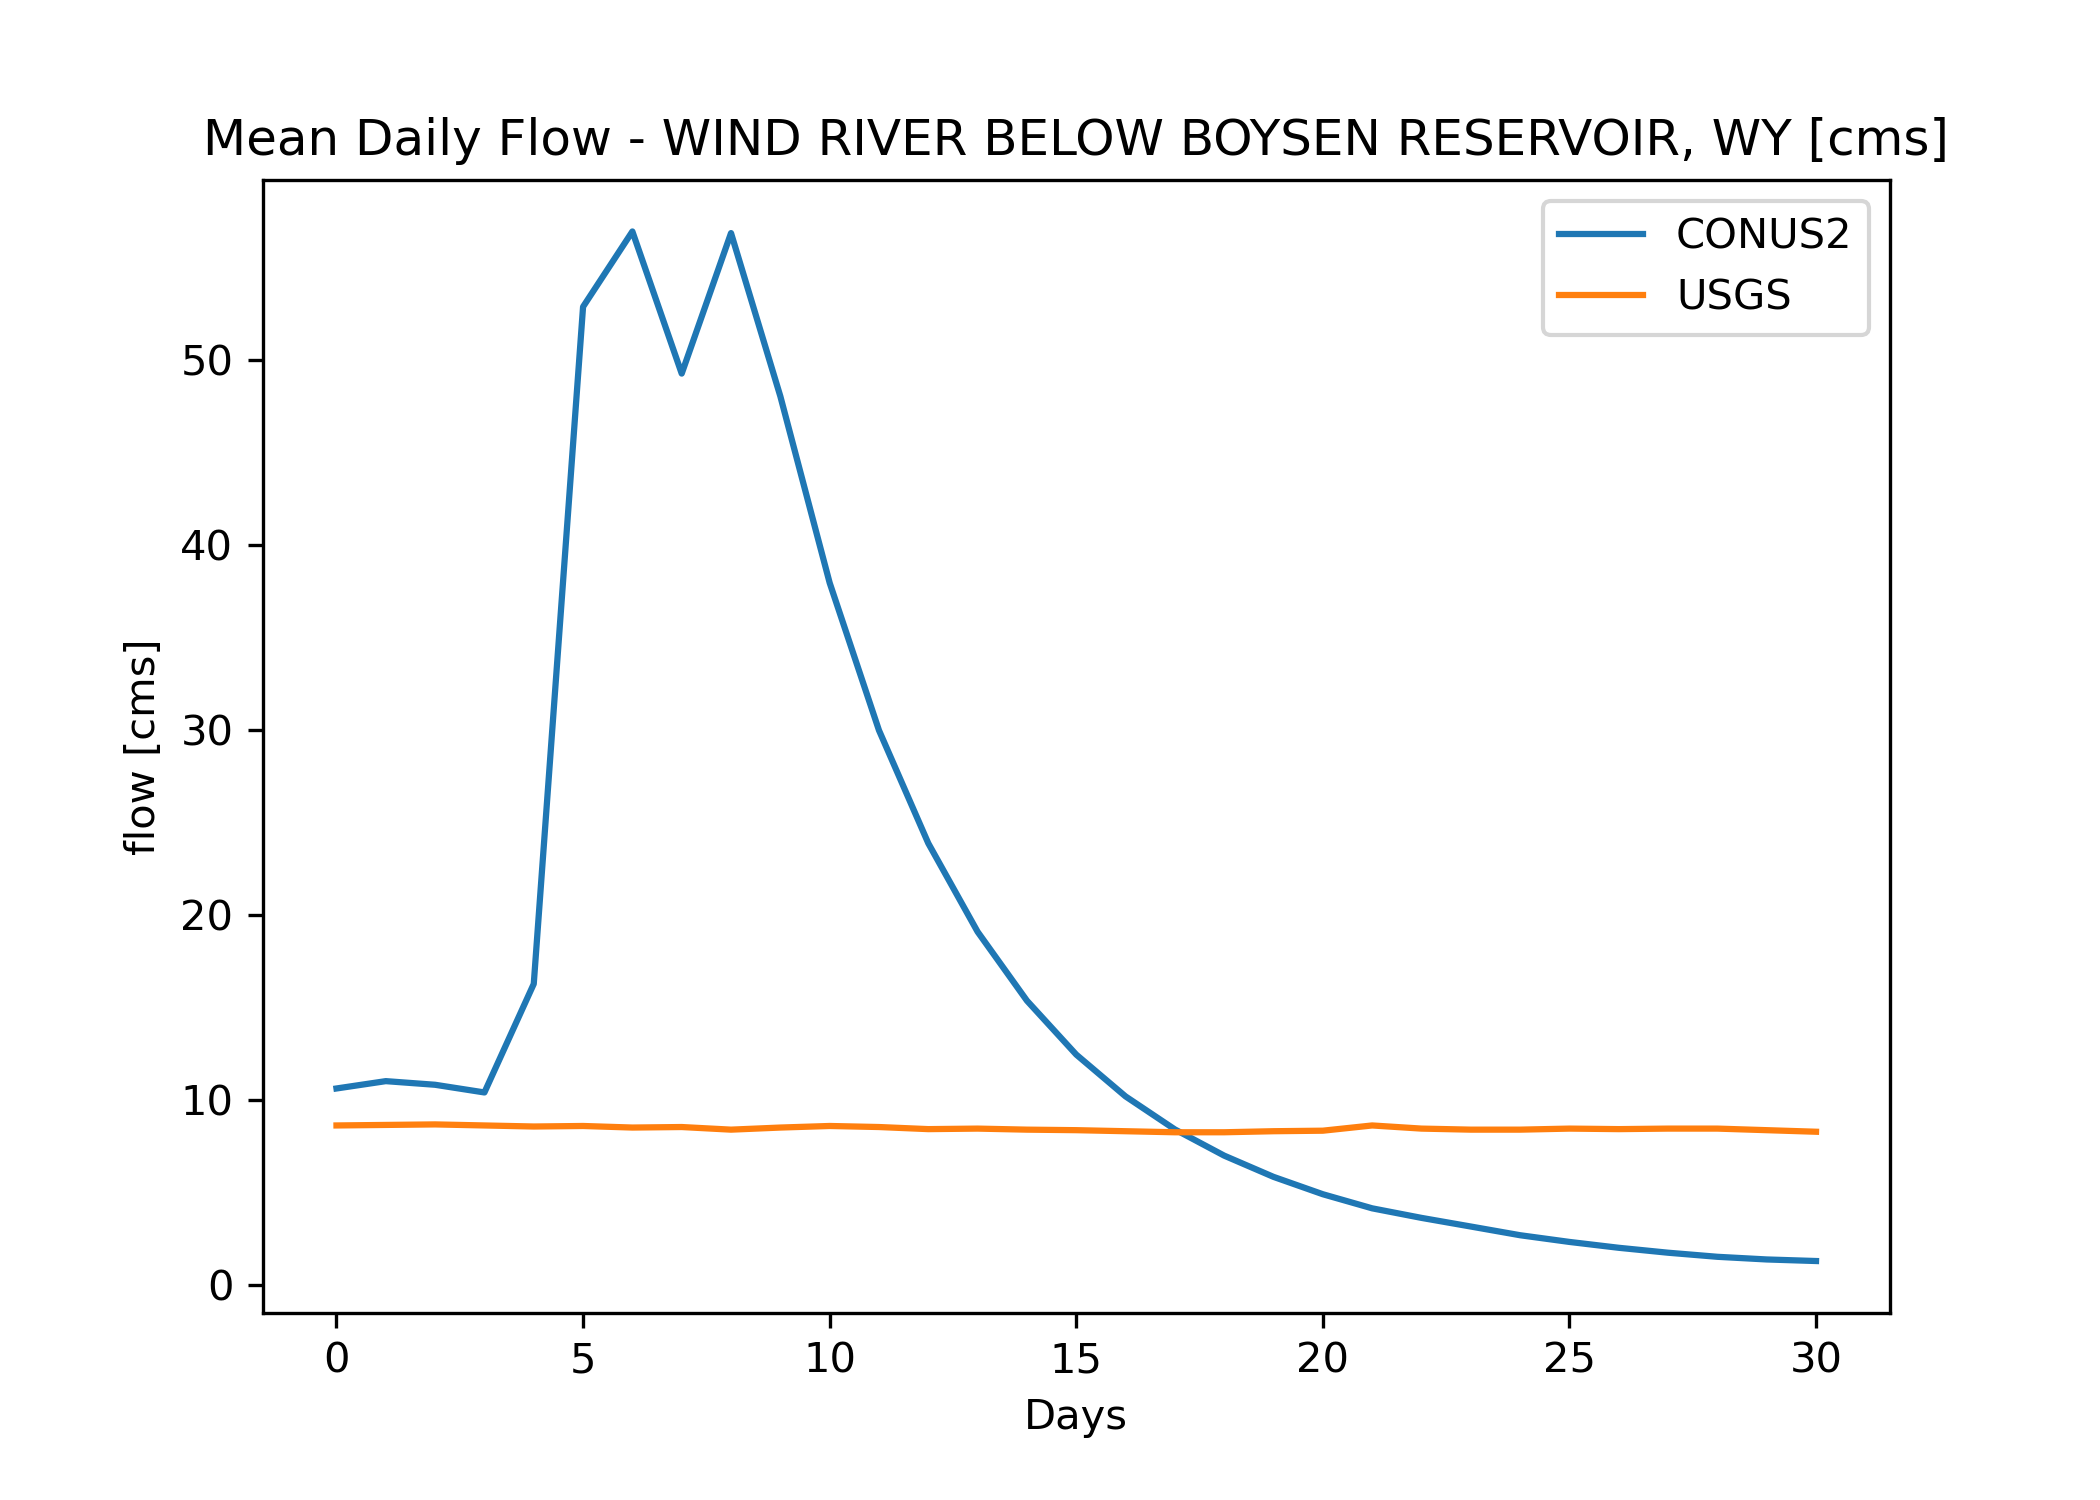 Mean Daily Flow - WIND RIVER BELOW BOYSEN RESERVOIR, WY [cms]
CONUS2
USGS
flow [cms]
50
40
30
20
10
0
0 5 10 15 20 25 30
Days